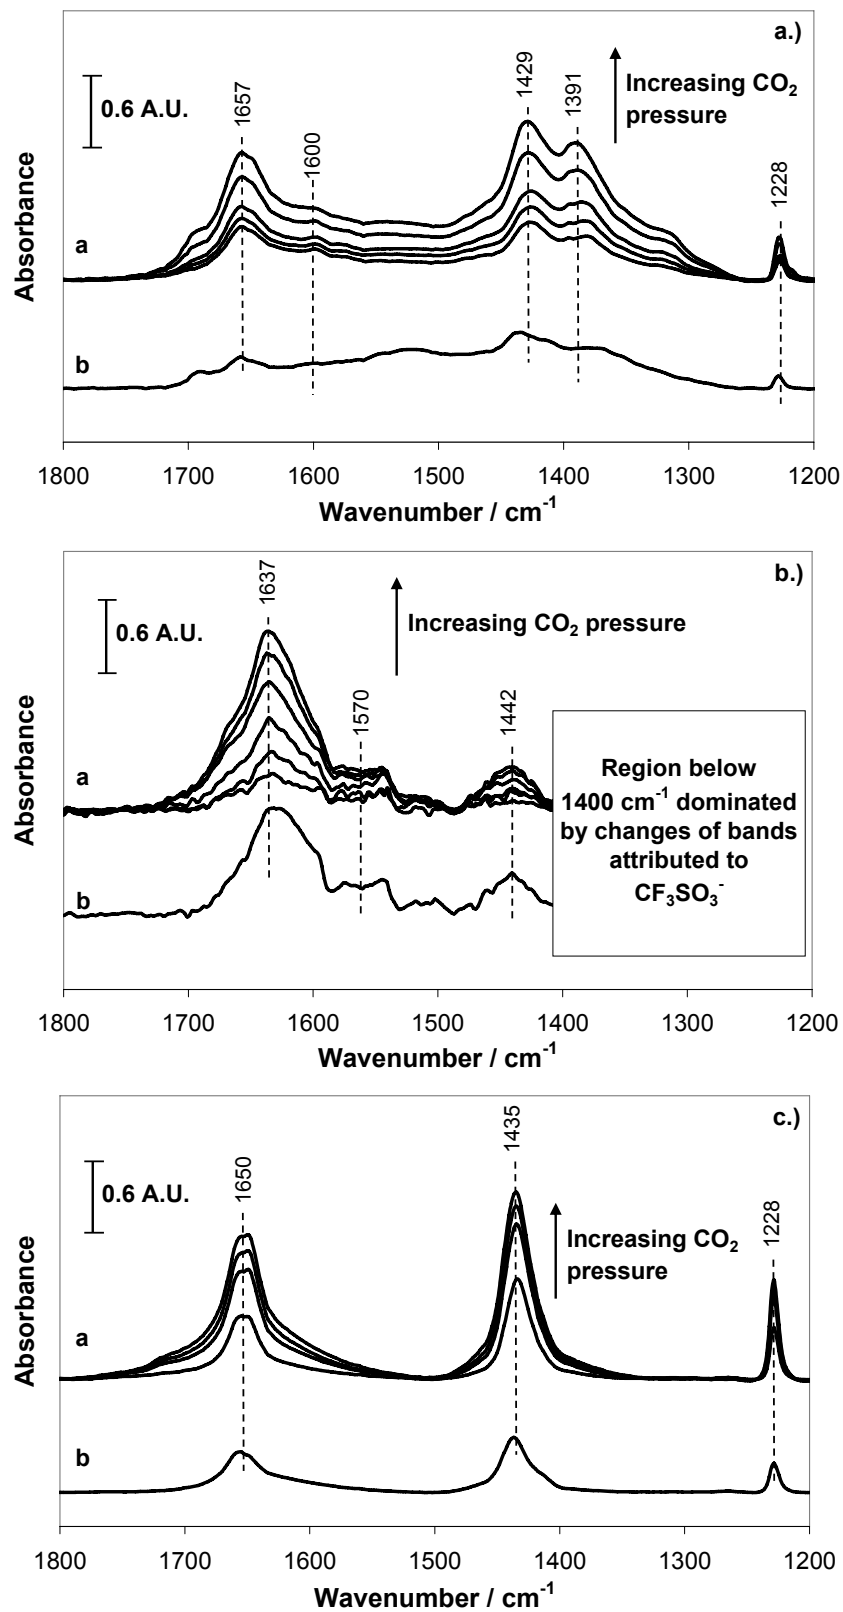 a.)
0.6 A.U.
1657
1600
1429
1391
Increasing CO2
pressure
1228
a
b
Absorbance
1800 1700 1600 1500 1400 1300 1200
Wavenumber / cm-1
b.)
0.6 A.U.
1637
Increasing CO2 pressure
1570
1442
a
b
Region below
1400 cm-1 dominated
by changes of bands
attributed to
CF3SO3-
Absorbance
1800 1700 1600 1500 1400 1300 1200
Wavenumber / cm-1
c.)
0.6 A.U.
1650
1435
Increasing CO2
pressure
1228
a
b
Absorbance
1800 1700 1600 1500 1400 1300 1200
Wavenumber / cm-1